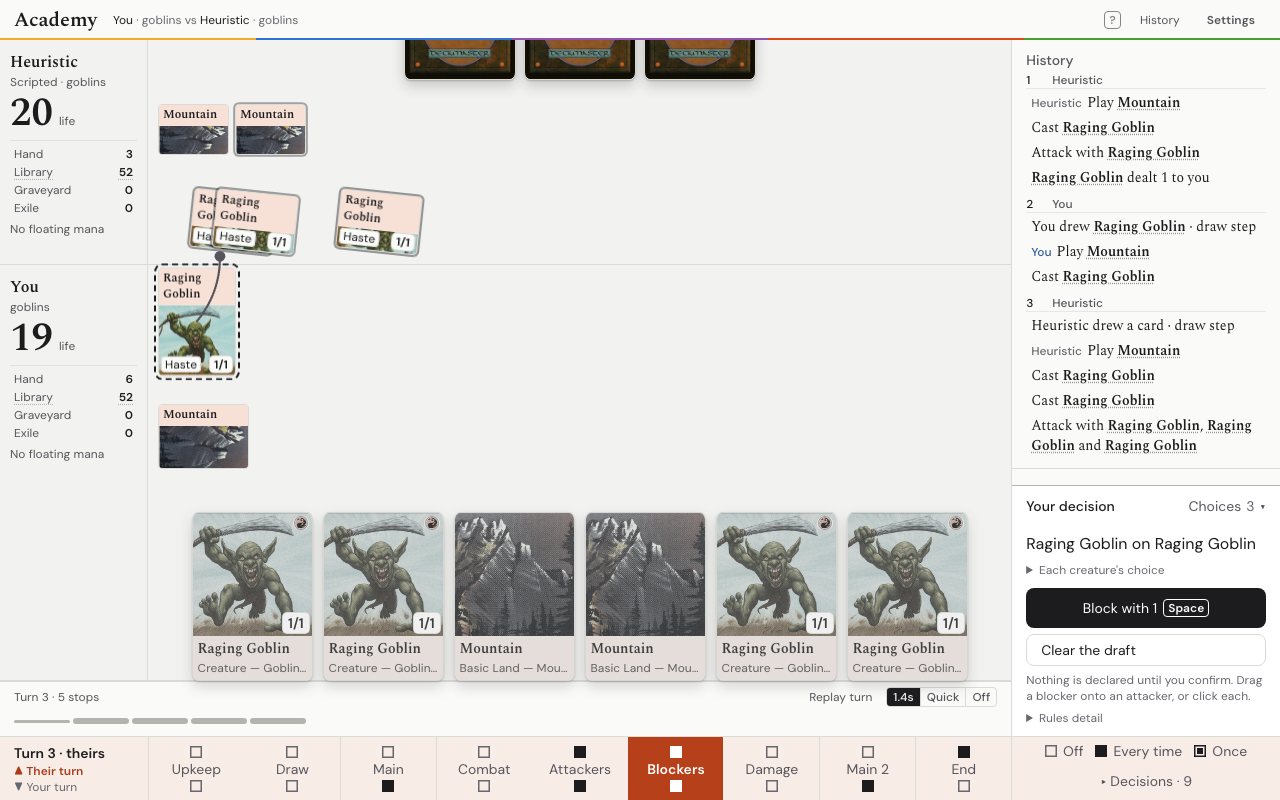 Academy You · goblins vs Heuristic · goblins ? History Settings
Heuristic
Scripted · goblins
20 life
Hand 3
Library 52
Graveyard 0
Exile 0
No floating mana
DECKMASTER DECKMASTER DECKMASTER
Mountain Mountain
Raging Goblin
Haste 1/1
Raging Goblin
Haste 1/1
You
goblins
19 life
Hand 6
Library 52
Graveyard 0
Exile 0
No floating mana
Raging
Goblin
Haste 1/1
Mountain
1/1 1/1 1/1 1/1
Raging Goblin Raging Goblin Mountain Mountain Raging Goblin Raging Goblin
Creature — Goblin… Creature — Goblin… Basic Land — Mou… Basic Land — Mou… Creature — Goblin… Creature — Goblin…
History
1 Heuristic
Heuristic Play Mountain
Cast Raging Goblin
Attack with Raging Goblin
Raging Goblin dealt 1 to you
2 You
You drew Raging Goblin · draw step
You Play Mountain
Cast Raging Goblin
3 Heuristic
Heuristic drew a card · draw step
Heuristic Play Mountain
Cast Raging Goblin
Cast Raging Goblin
Attack with Raging Goblin, Raging
Goblin and Raging Goblin
Your decision Choices 3 ▾
Raging Goblin on Raging Goblin
▶ Each creature's choice
Block with 1 Space
Clear the draft
Nothing is declared until you confirm. Drag
a blocker onto an attacker, or click each.
▶ Rules detail
Turn 3 · 5 stops Replay turn 1.4s Quick Off
Turn 3 · theirs
▲ Their turn
▼ Your turn
Upkeep Draw Main Combat Attackers Blockers Damage Main 2 End
Off Every time Once
▸ Decisions · 9